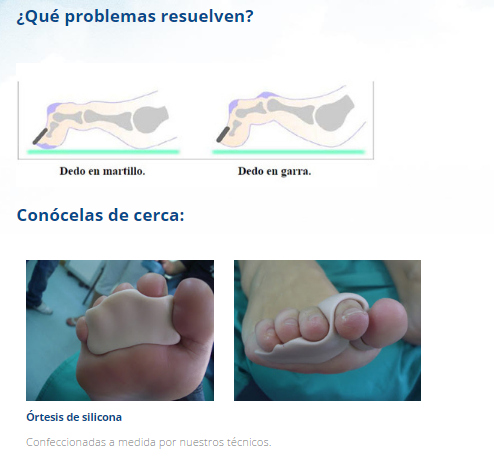 ¿Qué problemas resuelven?
Dedo en martillo.
Dedo en garra.
Conócelas de cerca:
Órtesis de silicona
Confeccionadas a medida por nuestros técnicos.